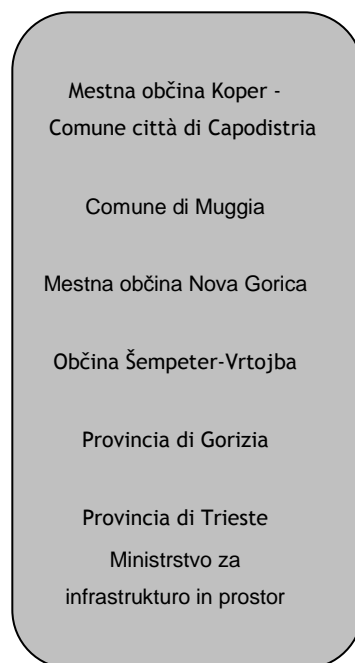 Mestna občina Koper -
Comune città di Capodistria
Comune di Muggia
Mestna občina Nova Gorica
Občina Šempeter-Vrtojba
Provincia di Gorizia
Provincia di Trieste
Ministrstvo za
infrastrukturo in prostor